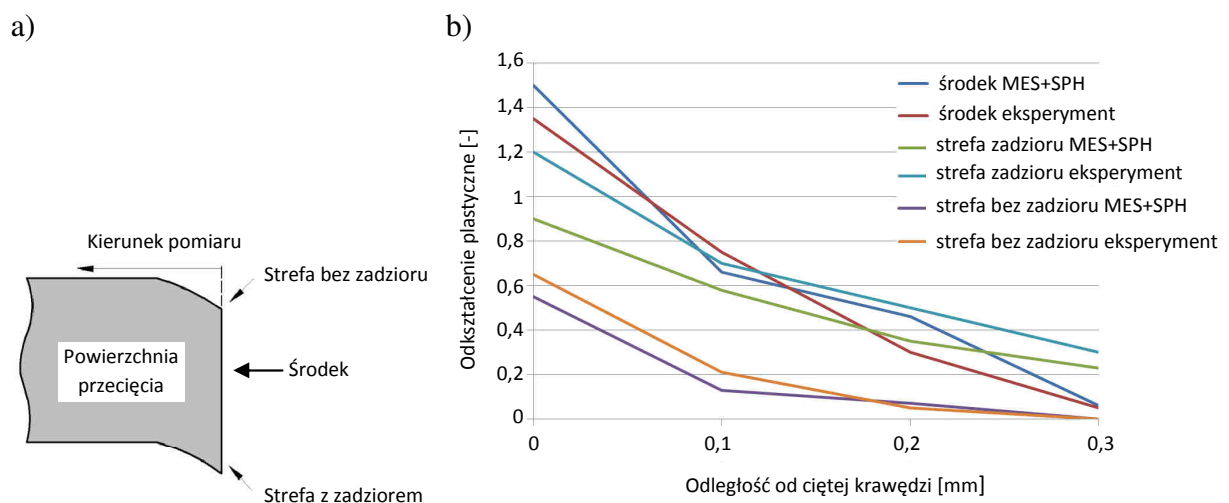 a)
Kierunek pomiaru
Strefa bez zadzioru
Powierzchnia
przecięcia
Środek
Strefa z zadziorem
b)
Odkształcenie plastyczne [-]
1,6
1,4
1,2
1
0,8
0,6
0,4
0,2
0
0
0,1
0,2
0,3
Odległość od ciętej krawędzi [mm]
środek MES+SPH
środek eksperyment
strefa zadzioru MES+SPH
strefa zadzioru eksperyment
strefa bez zadzioru MES+SPH
strefa bez zadzioru eksperyment